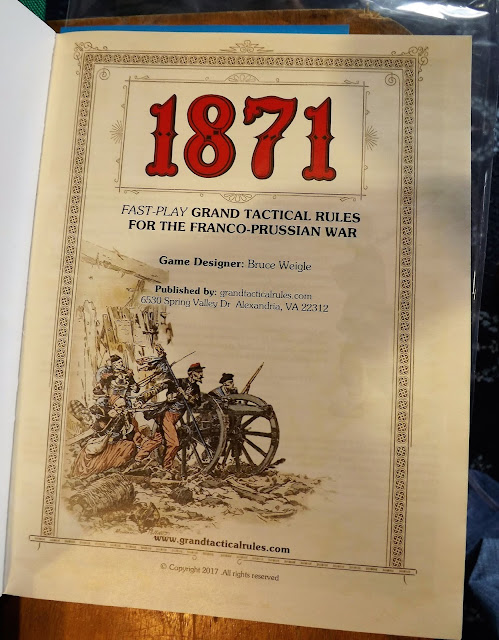 1871
FAST-PLAY GRAND TACTICAL RULES
FOR THE FRANCO-PRUSSIAN WAR
Game Designer: Bruce Weigle
Published by: grandtacticalrules.com
6530 Spring Valley Dr. Alexandria, VA 22312
www.grandtacticalrules.com
© Copyright 2017 All rights reserved